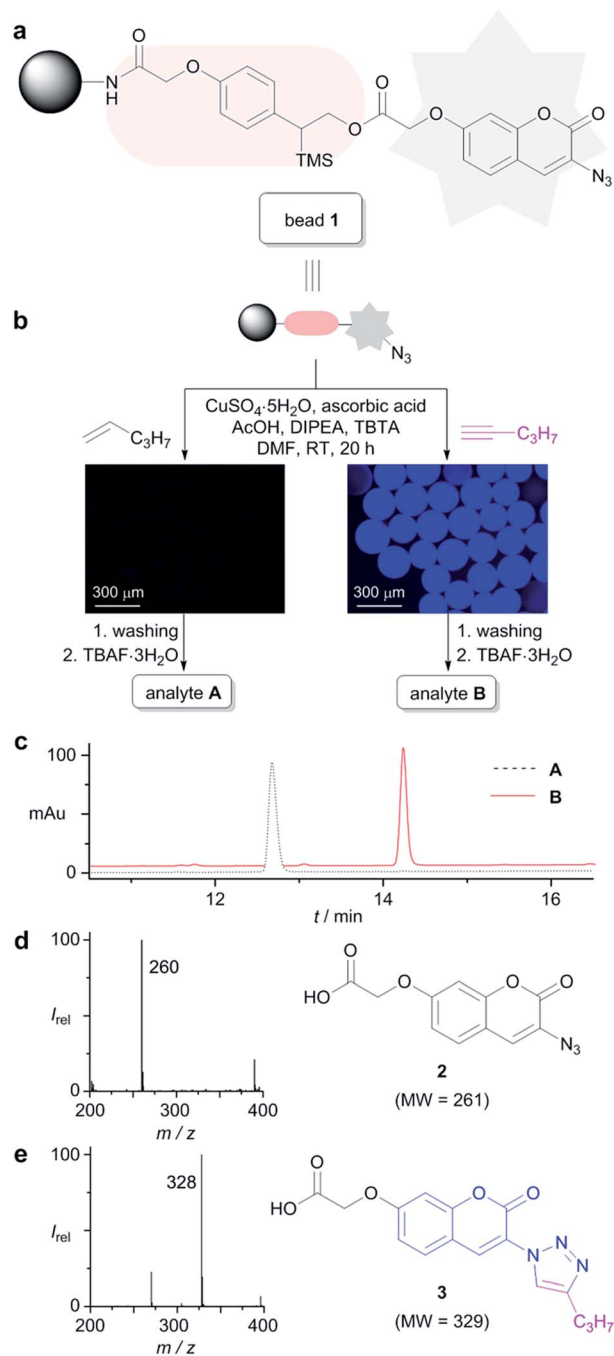 a
O
N
H
O
TMS
O
O
O
O
O
N3
bead 1
b
N3
CuSO4·5H2O, ascorbic acid
AcOH, DIPEA, TBTA
DMF, RT, 20 h
C3H7
C3H7
300 μm
300 μm
1. washing
2. TBAF·3H2O
1. washing
2. TBAF·3H2O
analyte A
analyte B
c
100
mAu
0
A
B
12
14
16
t / min
d
100
Irel
0
260
200
300
400
m / z
O
HO
O
O
O
N3
2
(MW = 261)
e
100
Irel
0
328
200
300
400
m / z
O
HO
O
O
O
N
N
N
C3H7
3
(MW = 329)